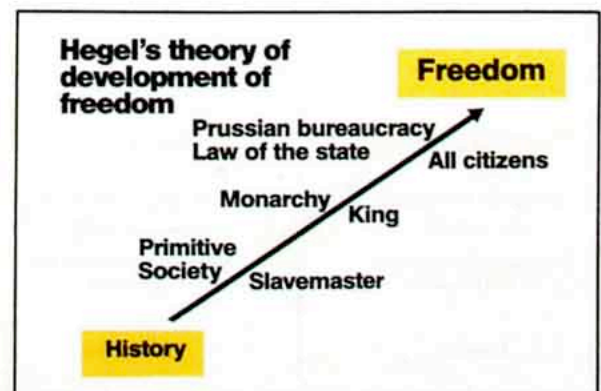 Hegel's theory of
development of
freedom
Freedom
Prussian bureaucracy
Law of the state
All citizens
Monarchy
King
Primitive
Society
Slavemaster
History